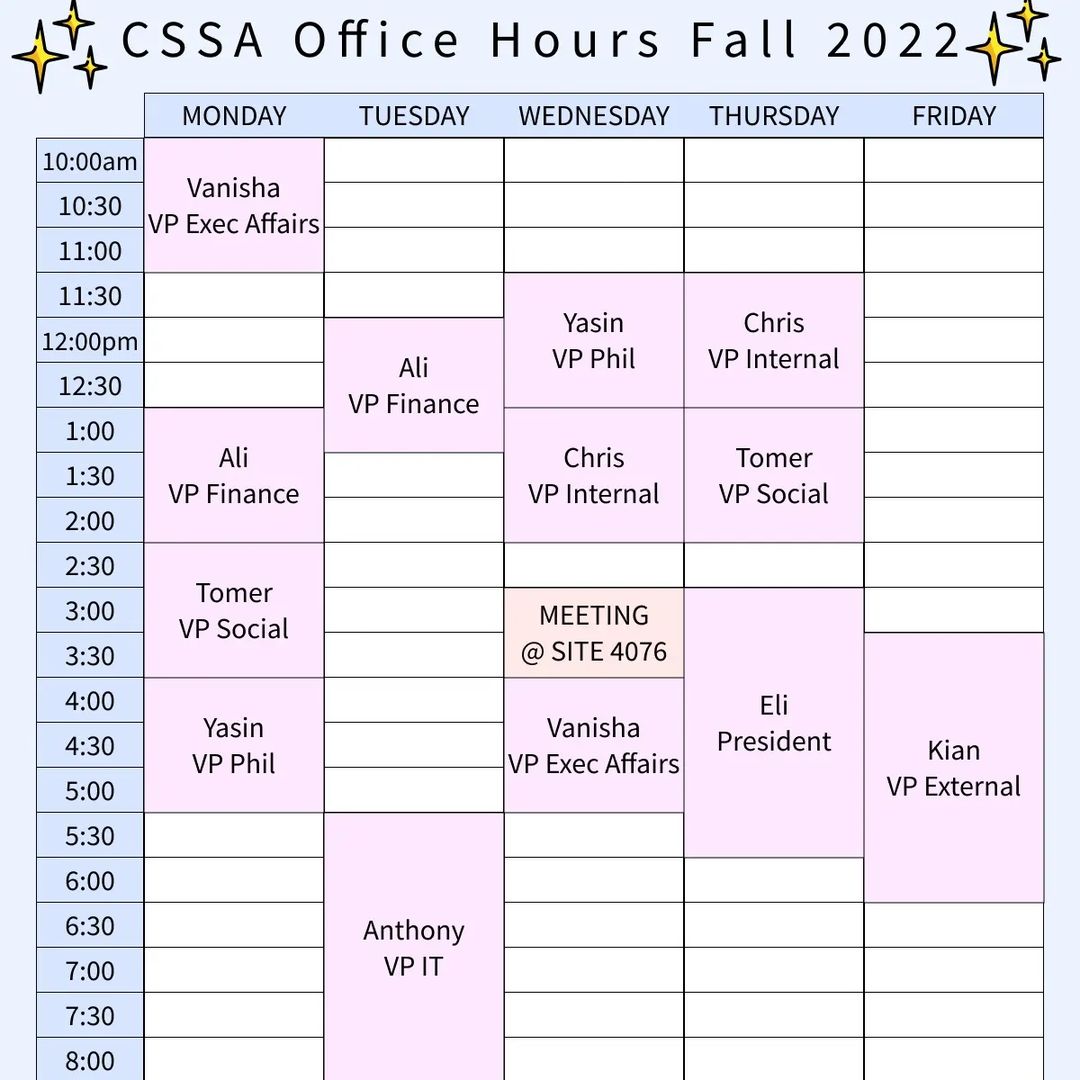 CSSA Office Hours Fall 2022
MONDAY TUESDAY WEDNESDAY THURSDAY FRIDAY
10:00am
10:30
11:00
11:30
12:00pm
12:30
1:00
1:30
2:00
2:30
3:00
3:30
4:00
4:30
5:00
5:30
6:00
6:30
7:00
7:30
8:00
Vanisha
VP Exec Affairs
Ali
VP Finance
Tomer
VP Social
Yasin
VP Phil
Ali
VP Finance
Anthony
VP IT
Yasin
VP Phil
Chris
VP Internal
MEETING
@ SITE 4076
Vanisha
VP Exec Affairs
Chris
VP Internal
Tomer
VP Social
Eli
President
Kian
VP External